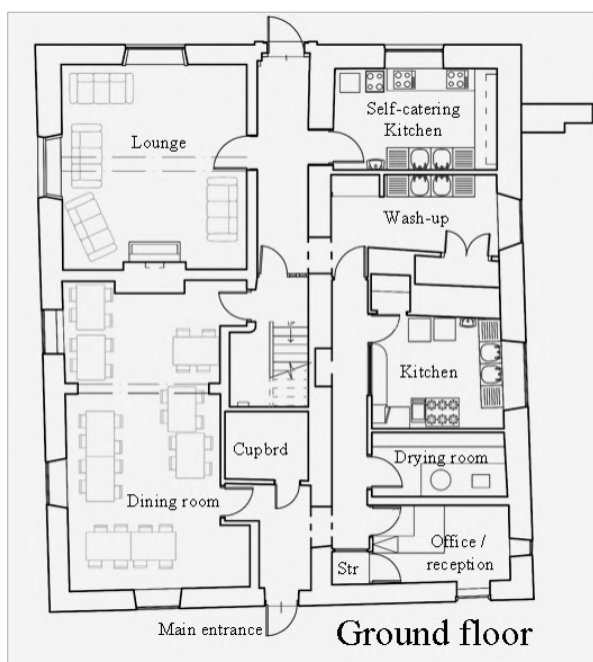 Self-catering
Kitchen
Lounge
Wash-up
Kitchen
Cupbrd
Drying room
Dining room
Office /
reception
Str
Main entrance
Ground floor